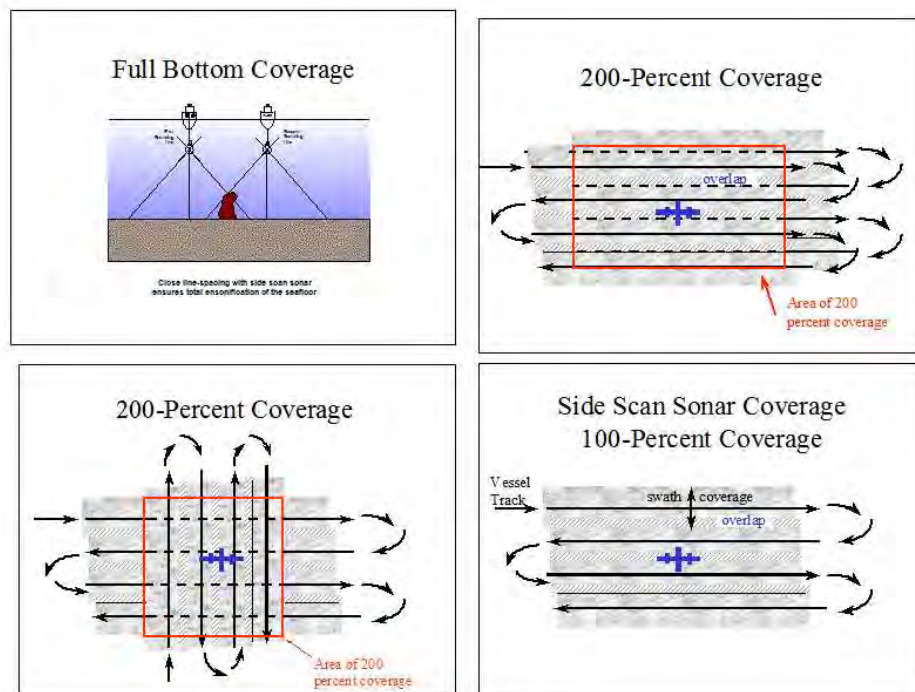 Full Bottom Coverage
Close line-spacing with side scan sonar
ensures total ensonification of the seafloor
200-Percent Coverage
overlap
Area of 200
percent coverage
200-Percent Coverage
Area of 200
percent coverage
Side Scan Sonar Coverage
100-Percent Coverage
Vessel
Track
swath coverage
overlap